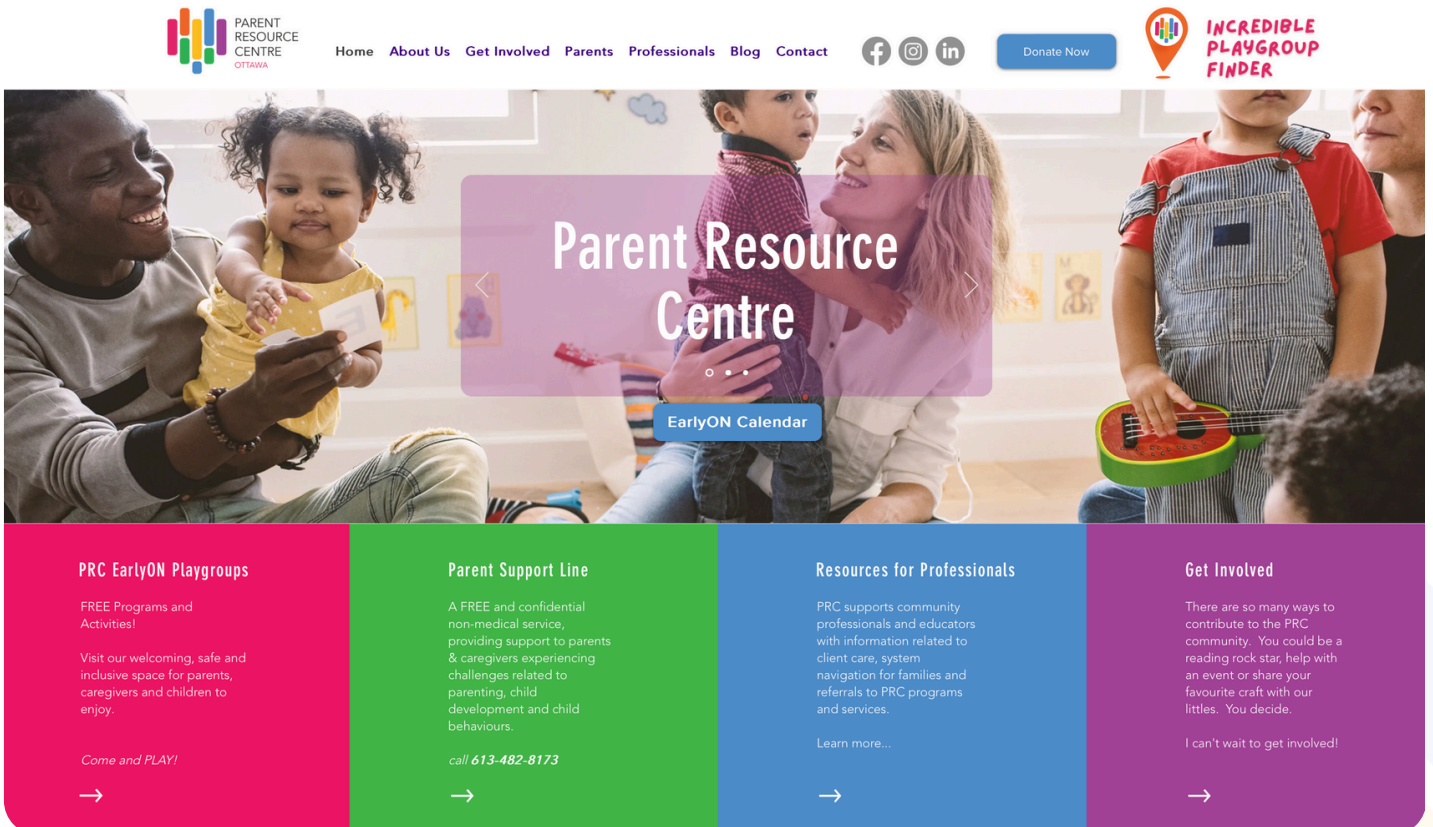 PARENT
RESOURCE
CENTRE
OTTAWA
Home About Us Get Involved Parents Professionals Blog Contact
f
in
Donate Now
INCREDIBLE
PLAYGROUP
FINDER
Parent Resource
Centre
EarlyON Calendar
PRC EarlyON Playgroups
FREE Programs and
Activities!
Visit our welcoming, safe and
inclusive space for parents,
caregivers and children to
enjoy.
Come and PLAY!
Parent Support Line
A FREE and confidential
non-medical service,
providing support to parents
& caregivers experiencing
challenges related to
parenting, child
development and child
behaviours.
call 613-482-8173
Resources for Professionals
PRC supports community
professionals and educators
with information related to
client care, system
navigation for families and
referrals to PRC programs
and services.
Learn more...
Get Involved
There are so many ways to
contribute to the PRC
community.  You could be a
reading rock star, help with
an event or share your
favourite craft with our
littles.  You decide.
I can't wait to get involved!